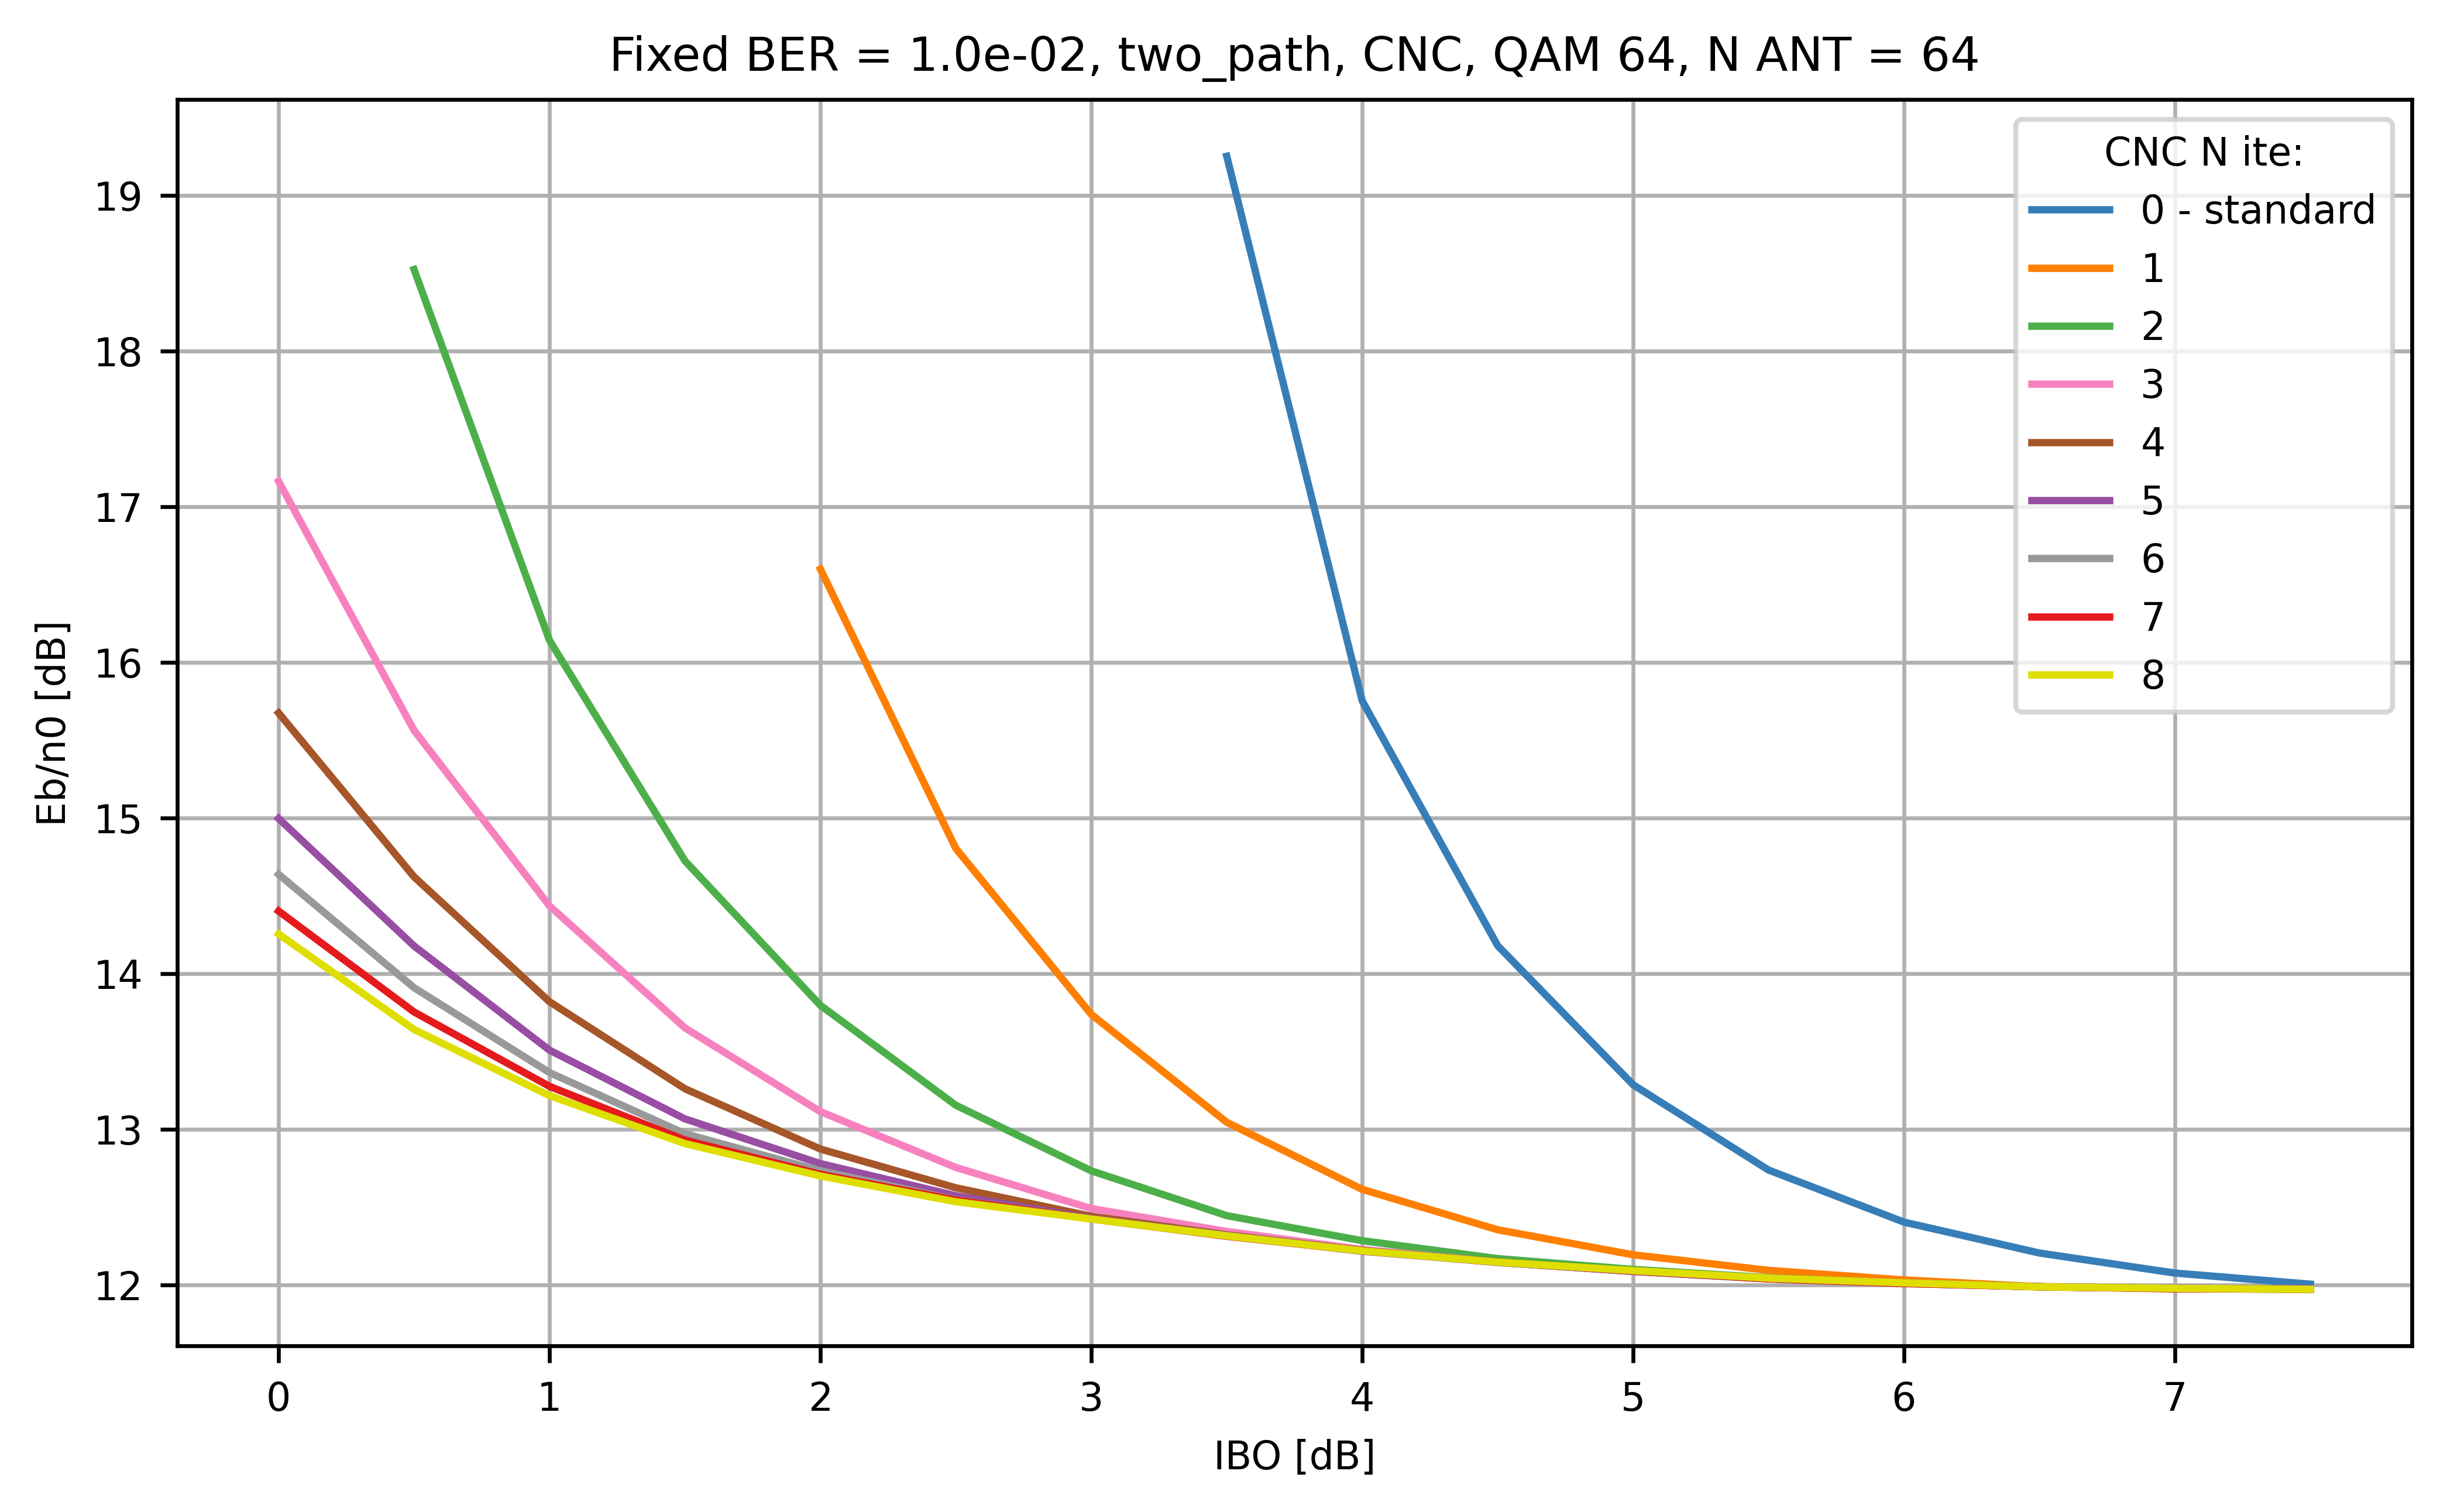 Fixed BER = 1.0e-02, two_path, CNC, QAM 64, N ANT = 64
CNC N ite:
0 - standard
1
2
3
4
5
6
7
8
Eb/n0 [dB]
19
18
17
16
15
14
13
12
0 1 2 3 4 5 6 7
IBO [dB]